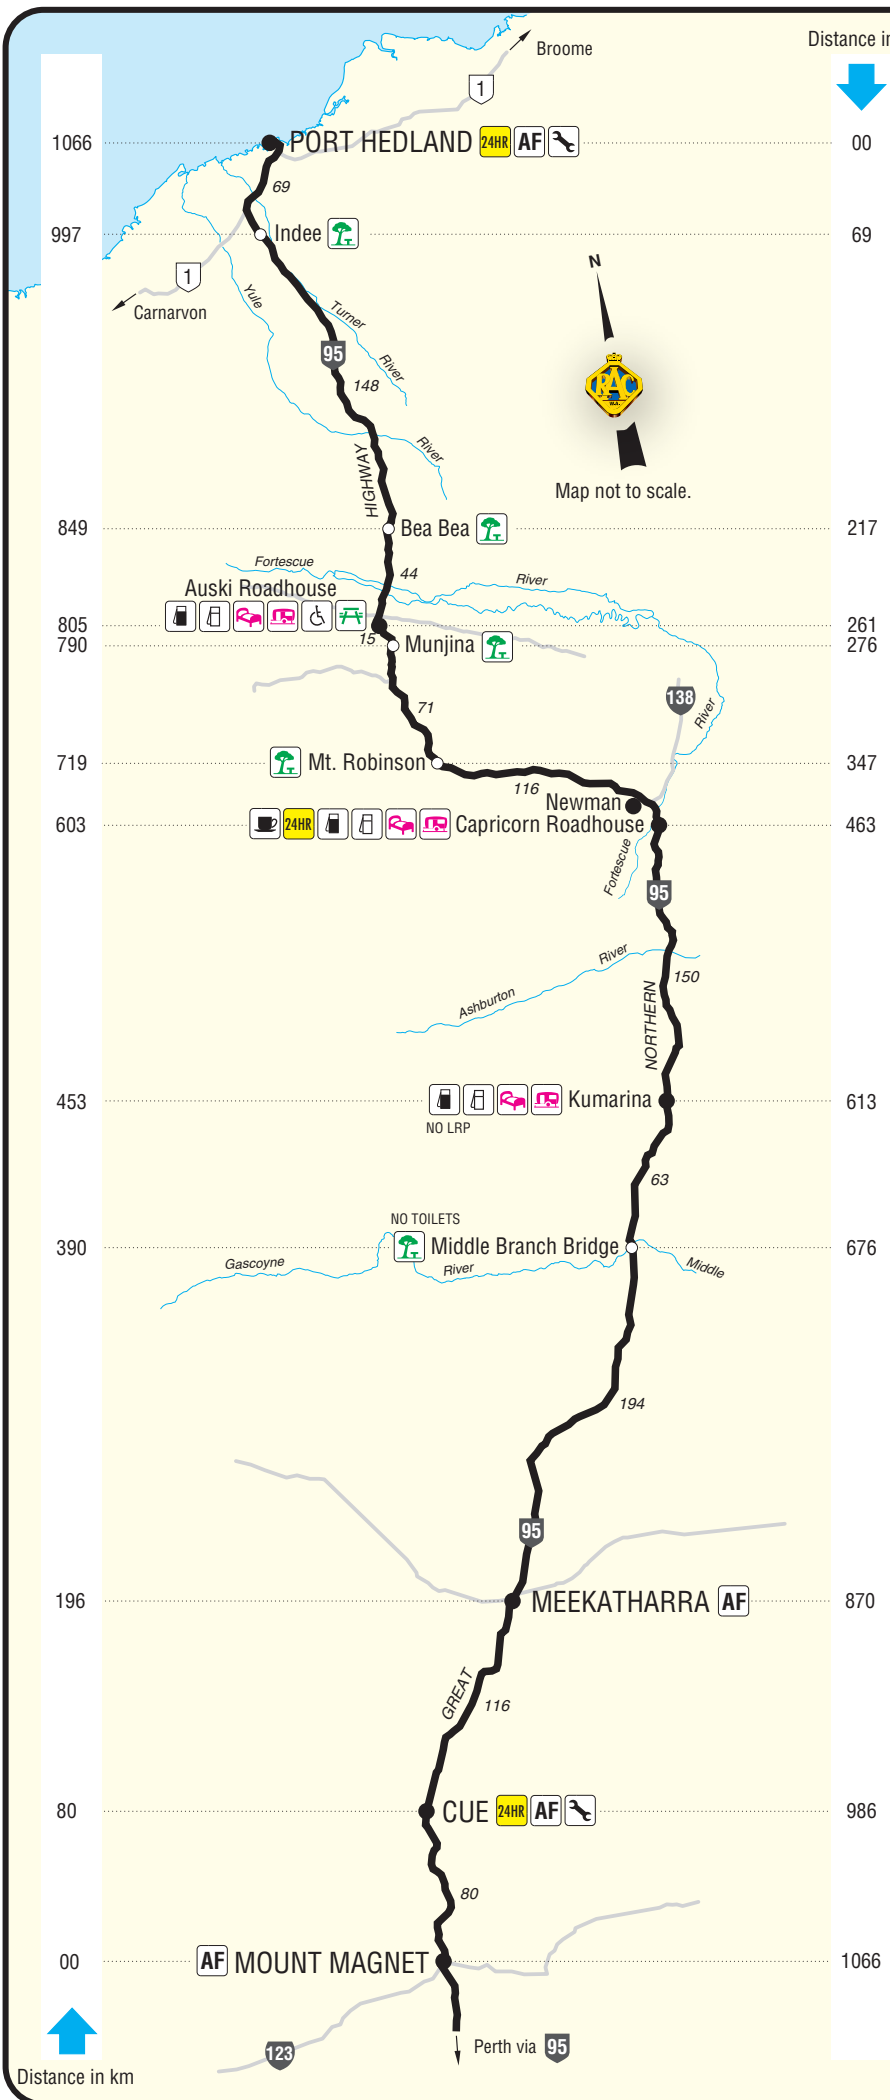 Broome
Distance in
1
1066
PORT HEDLAND
24HR
AF
00
69
997
Indee
69
N
1
Carnarvon
Yule
Turner
River
95
148
RAC
W.A.
River
HIGHWAY
Map not to scale.
849
Bea Bea
217
Fortescue
River
44
Auski Roadhouse
805
261
15
790
Munjina
276
71
138
River
719
Mt. Robinson
347
116
Newman
603
24HR
Capricorn Roadhouse
463
Fortescue
95
River
150
Ashburton
NORTHERN
453
Kumarina
613
NO LRP
63
NO TOILETS
390
Middle Branch Bridge
676
Gascoyne
River
Middle
194
95
196
MEEKATHARRA
AF
870
GREAT
116
80
CUE
24HR
AF
986
80
00
AF
MOUNT MAGNET
1066
123
Perth via 95
Distance in km